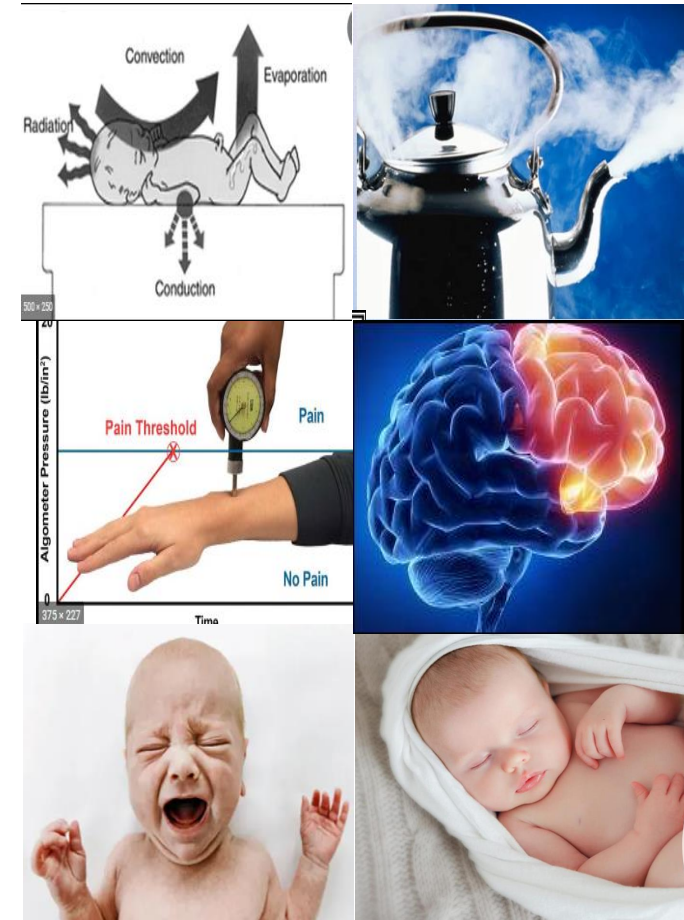 Convection
Evaporation
Radiation
Conduction
500 × 250
20
Algometer Pressure (lb/in²)
Pain Threshold
Pain
No Pain
0
375 × 227
Time